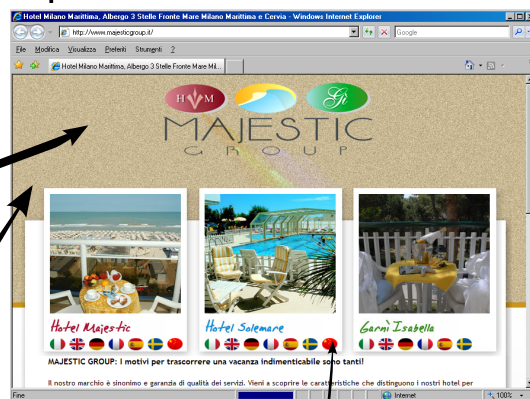 Hotel Milano Marittima, Albergo 3 Stelle Fronte Mare Milano Marittima e Cervia - Windows Internet Explorer
http://www.majesticgroup.it/
Google
File Modifica Visualizza Preferiti Strumenti ?
Hotel Milano Marittima, Albergo 3 Stelle Fronte Mare Mil...
H M
Gì
MAJESTIC
GROUP
Hotel Majestic
Hotel Solemare
Garnì Isabella
MAJESTIC GROUP: I motivi per trascorrere una vacanza indimenticabile sono tanti!
Il nostro marchio è sinonimo e garanzia di qualità dei servizi. Vieni a scoprire le caratteristiche che distinguono i nostri hotel per
Fine
Internet
100%